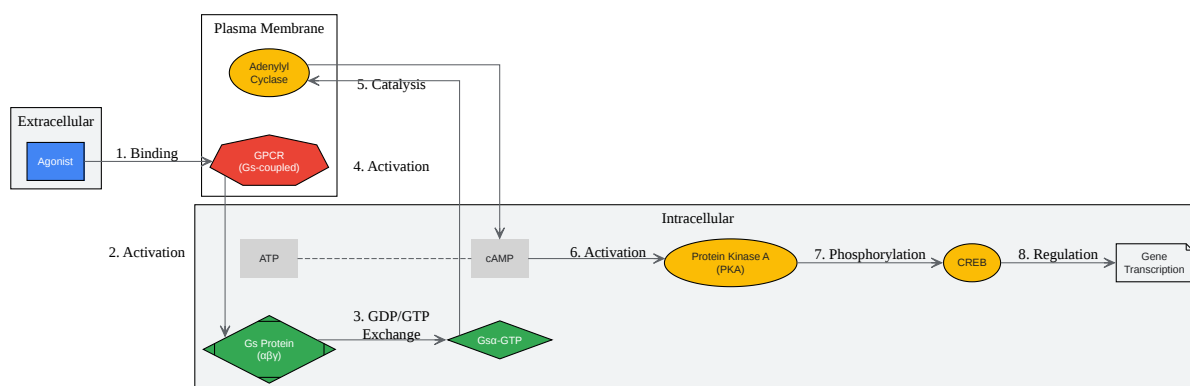 Plasma Membrane
Adenylyl
Cyclase
5. Catalysis
Extracellular
Agonist
1. Binding
GPCR
(Gs-coupled)
4. Activation
Intracellular
2. Activation
ATP
cAMP
6. Activation
Protein Kinase A
(PKA)
7. Phosphorylation
CREB
8. Regulation
Gene
Transcription
Gs Protein
(αβγ)
3. GDP/GTP
Exchange
Gsα-GTP